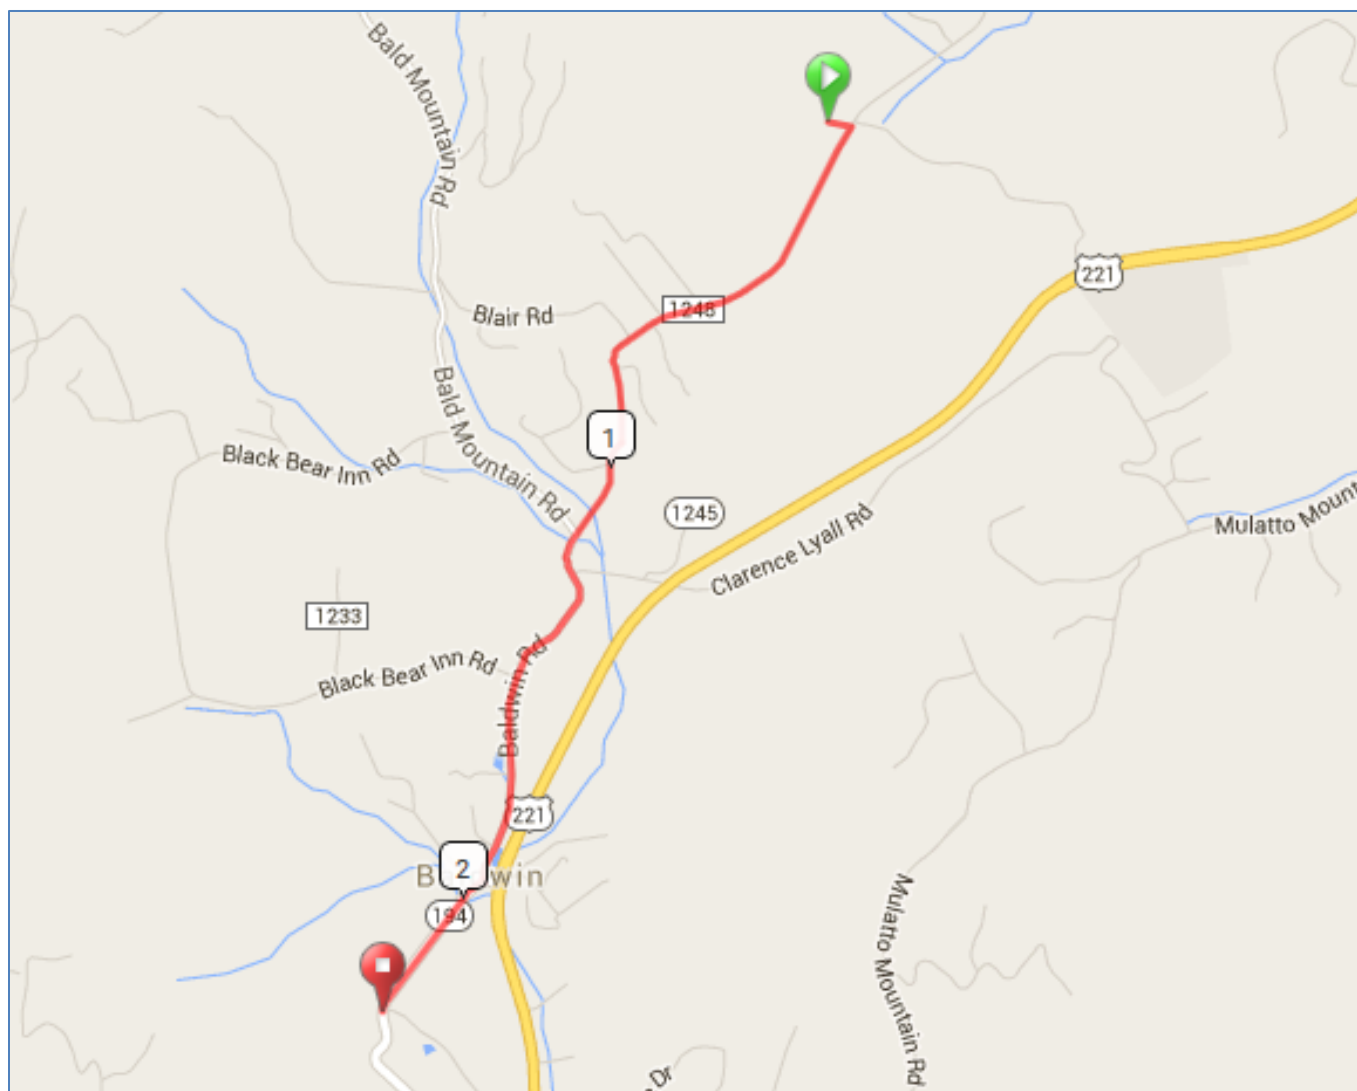 Bald Mountain Rd
221
1248
Blair Rd
Bald Mountain Rd
1
Black Bear Inn Rd
1245
Mulatto Mount
Clarence Lyall Rd
1233
Black Bear Inn Rd
Baldwin Rd
221
2
B win
194
Mulatto Mountain Rd
Dr